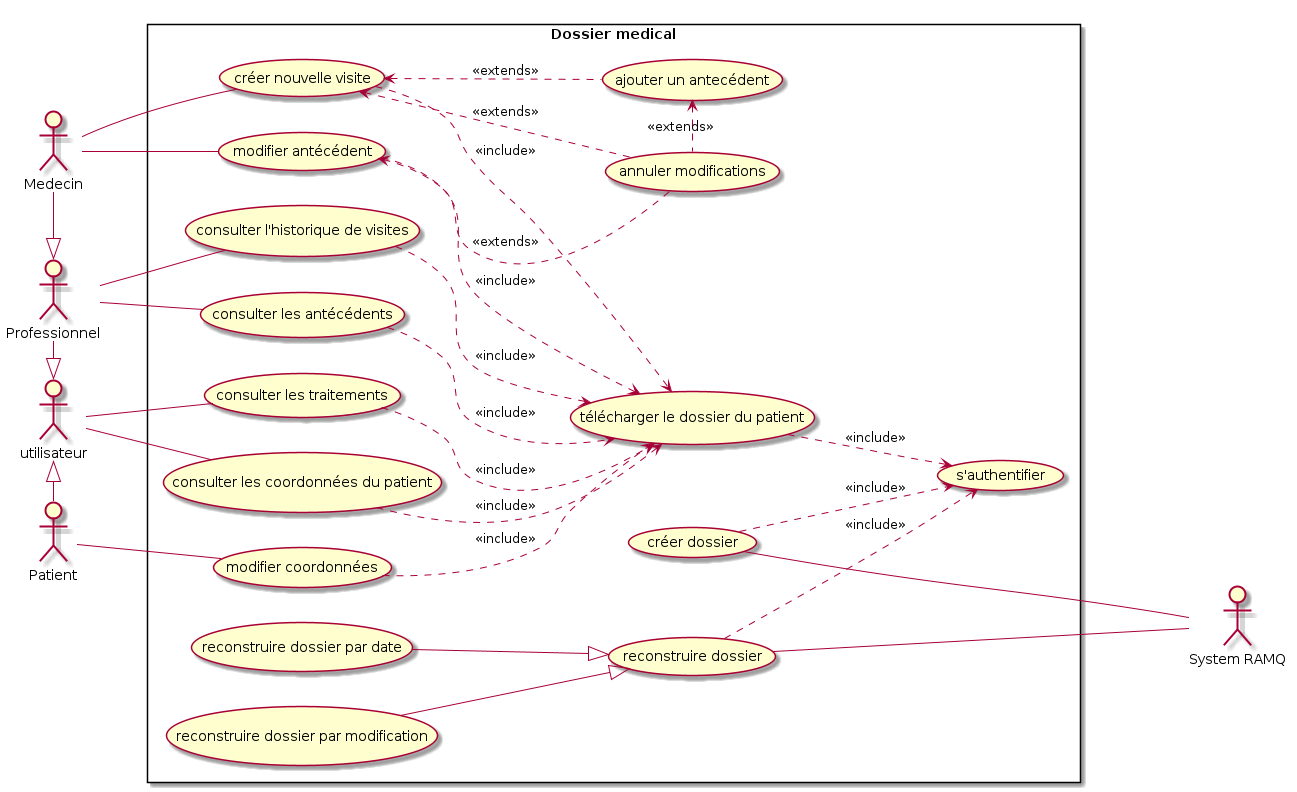 Dossier medical
créer nouvelle visite
«extends»
ajouter un antecédent
«extends»
«extends»
Medecin
modifier antécédent
«include»
annuler modifications
consulter l'historique de visites
«extends»
«include»
Professionnel
consulter les antécédents
«include»
utilisateur
consulter les traitements
«include»
télécharger le dossier du patient
«include»
consulter les coordonnées du patient
«include»
s'authentifier
«include»
«include»
«include»
«include»
créer dossier
Patient
modifier coordonnées
reconstruire dossier par date
reconstruire dossier
System RAMQ
reconstruire dossier par modification